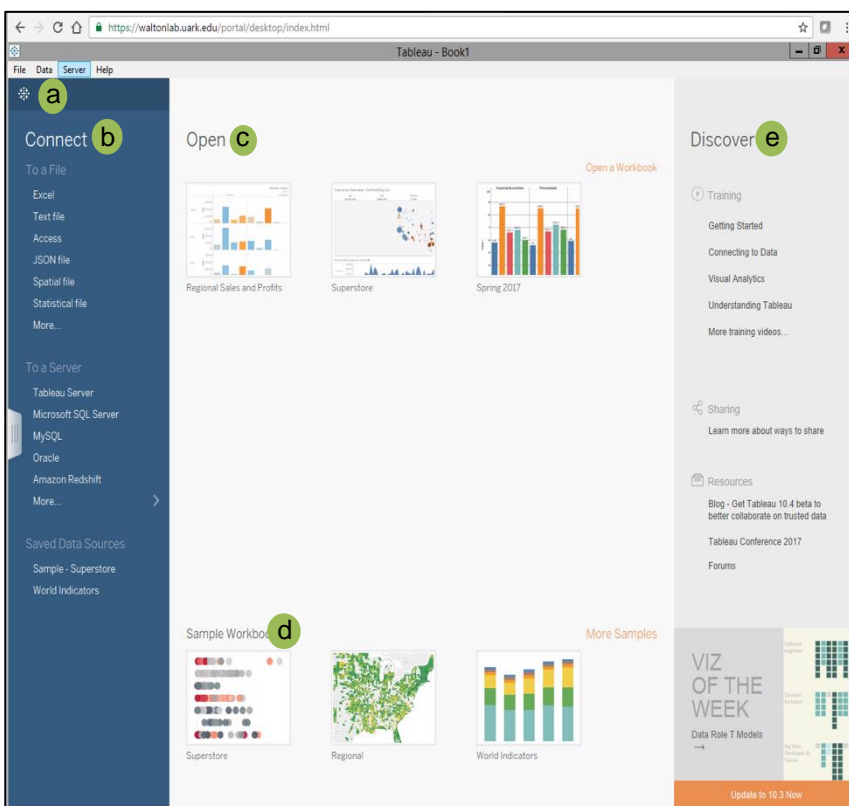 https://waltonlab.uark.edu/portal/desktop/index.html
Tableau - Book1
File Data Server Help
a
Connect b
To a File
Excel
Text file
Access
JSON file
Spatial file
Statistical file
More...
To a Server
Tableau Server
Microsoft SQL Server
MySQL
Oracle
Amazon Redshift
More...
Saved Data Sources
Sample - Superstore
World Indicators
Open c
Open a Workbook
Regional Sales and Profits
Superstore
Spring 2017
Sample Workbooks d
More Samples
Superstore
Regional
World Indicators
Discover e
Training
Getting Started
Connecting to Data
Visual Analytics
Understanding Tableau
More training videos...
Sharing
Learn more about ways to share
Resources
Blog - Get Tableau 10.4 beta to
better collaborate on trusted data
Tableau Conference 2017
Forums
VIZ
OF THE
WEEK
Data Role T Models
→
Update to 10.3 Now